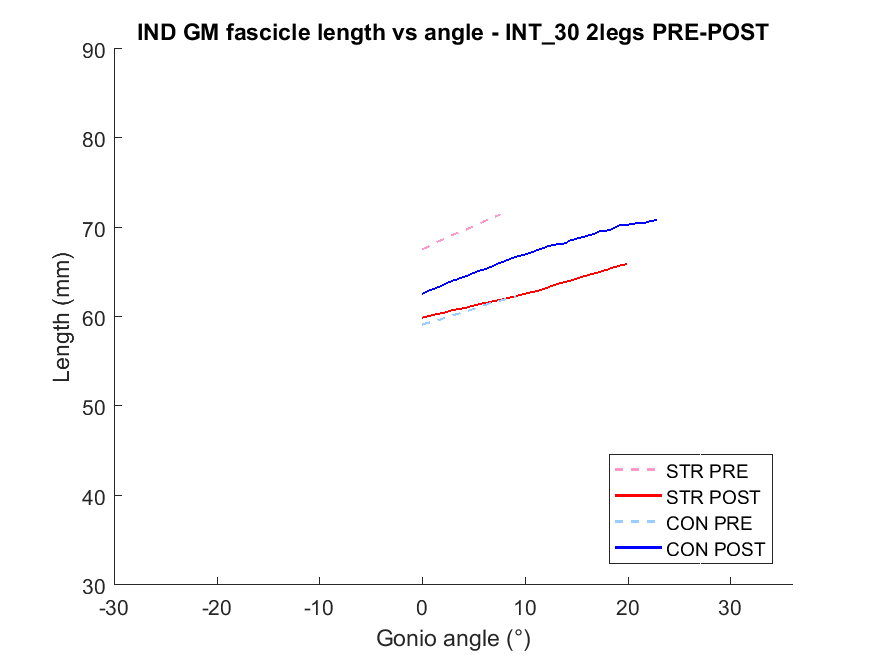 IND GM fascicle length vs angle - INT_30 2legs PRE-POST
90
80
70
60
50
40
30
Length (mm)
-30
-20
-10
0
10
20
30
Gonio angle (°)
STR PRE
STR POST
CON PRE
CON POST